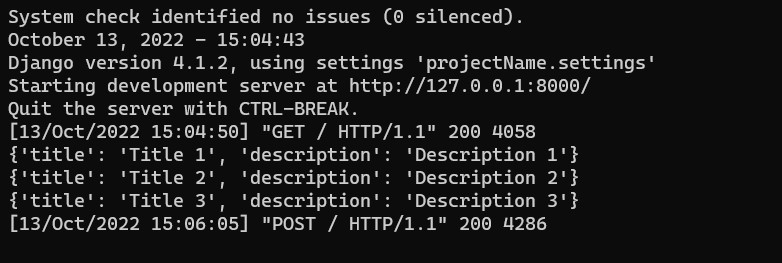 System check identified no issues (0 silenced).
October 13, 2022 - 15:04:43
Django version 4.1.2, using settings 'projectName.settings'
Starting development server at http://127.0.0.1:8000/
Quit the server with CTRL-BREAK.
[13/Oct/2022 15:04:50] "GET / HTTP/1.1" 200 4058
{'title': 'Title 1', 'description': 'Description 1'}
{'title': 'Title 2', 'description': 'Description 2'}
{'title': 'Title 3', 'description': 'Description 3'}
[13/Oct/2022 15:06:05] "POST / HTTP/1.1" 200 4286